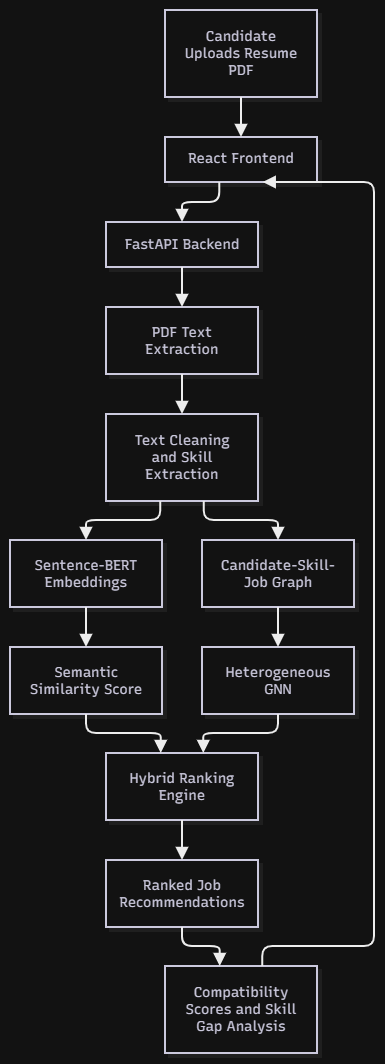 Candidate
Uploads Resume
PDF
React Frontend
FastAPI Backend
PDF Text
Extraction
Text Cleaning
and Skill
Extraction
Sentence-BERT
Embeddings
Candidate-Skill-
Job Graph
Semantic
Similarity Score
Heterogeneous
GNN
Hybrid Ranking
Engine
Ranked Job
Recommendations
Compatibility
Scores and Skill
Gap Analysis